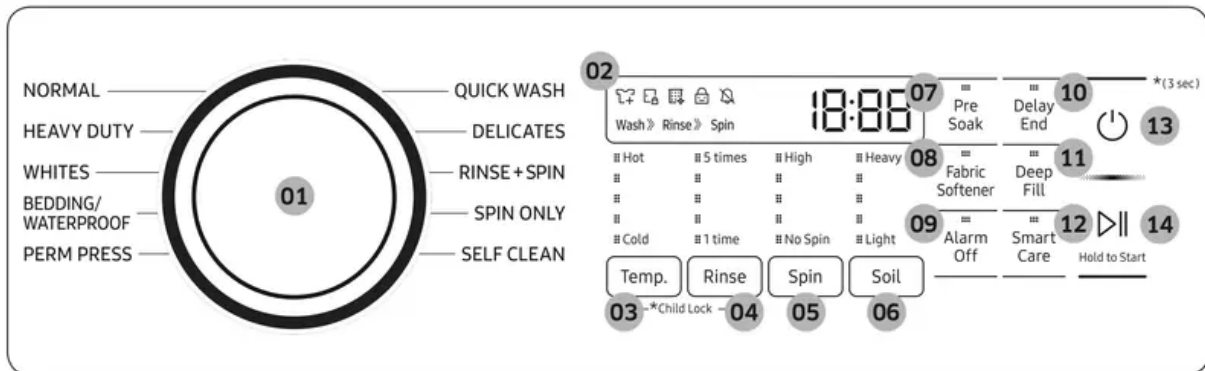 NORMAL
HEAVY DUTY
WHITES
BEDDING/
WATERPROOF
PERM PRESS
01
QUICK WASH
DELICATES
RINSE+SPIN
SPIN ONLY
SELF CLEAN
02
18:88
Wash》 Rinse》 Spin
Hot
Cold
5 times
1 time
High
No Spin
Heavy
Light
Temp.
Rinse
Spin
Soil
03
*Child Lock
04
05
06
07
Pre
Soak
Delay
End
10
08
Fabric
Softener
Deep
Fill
11
09
Alarm
Off
Smart
Care
12
*(3 sec)
13
14
Hold to Start